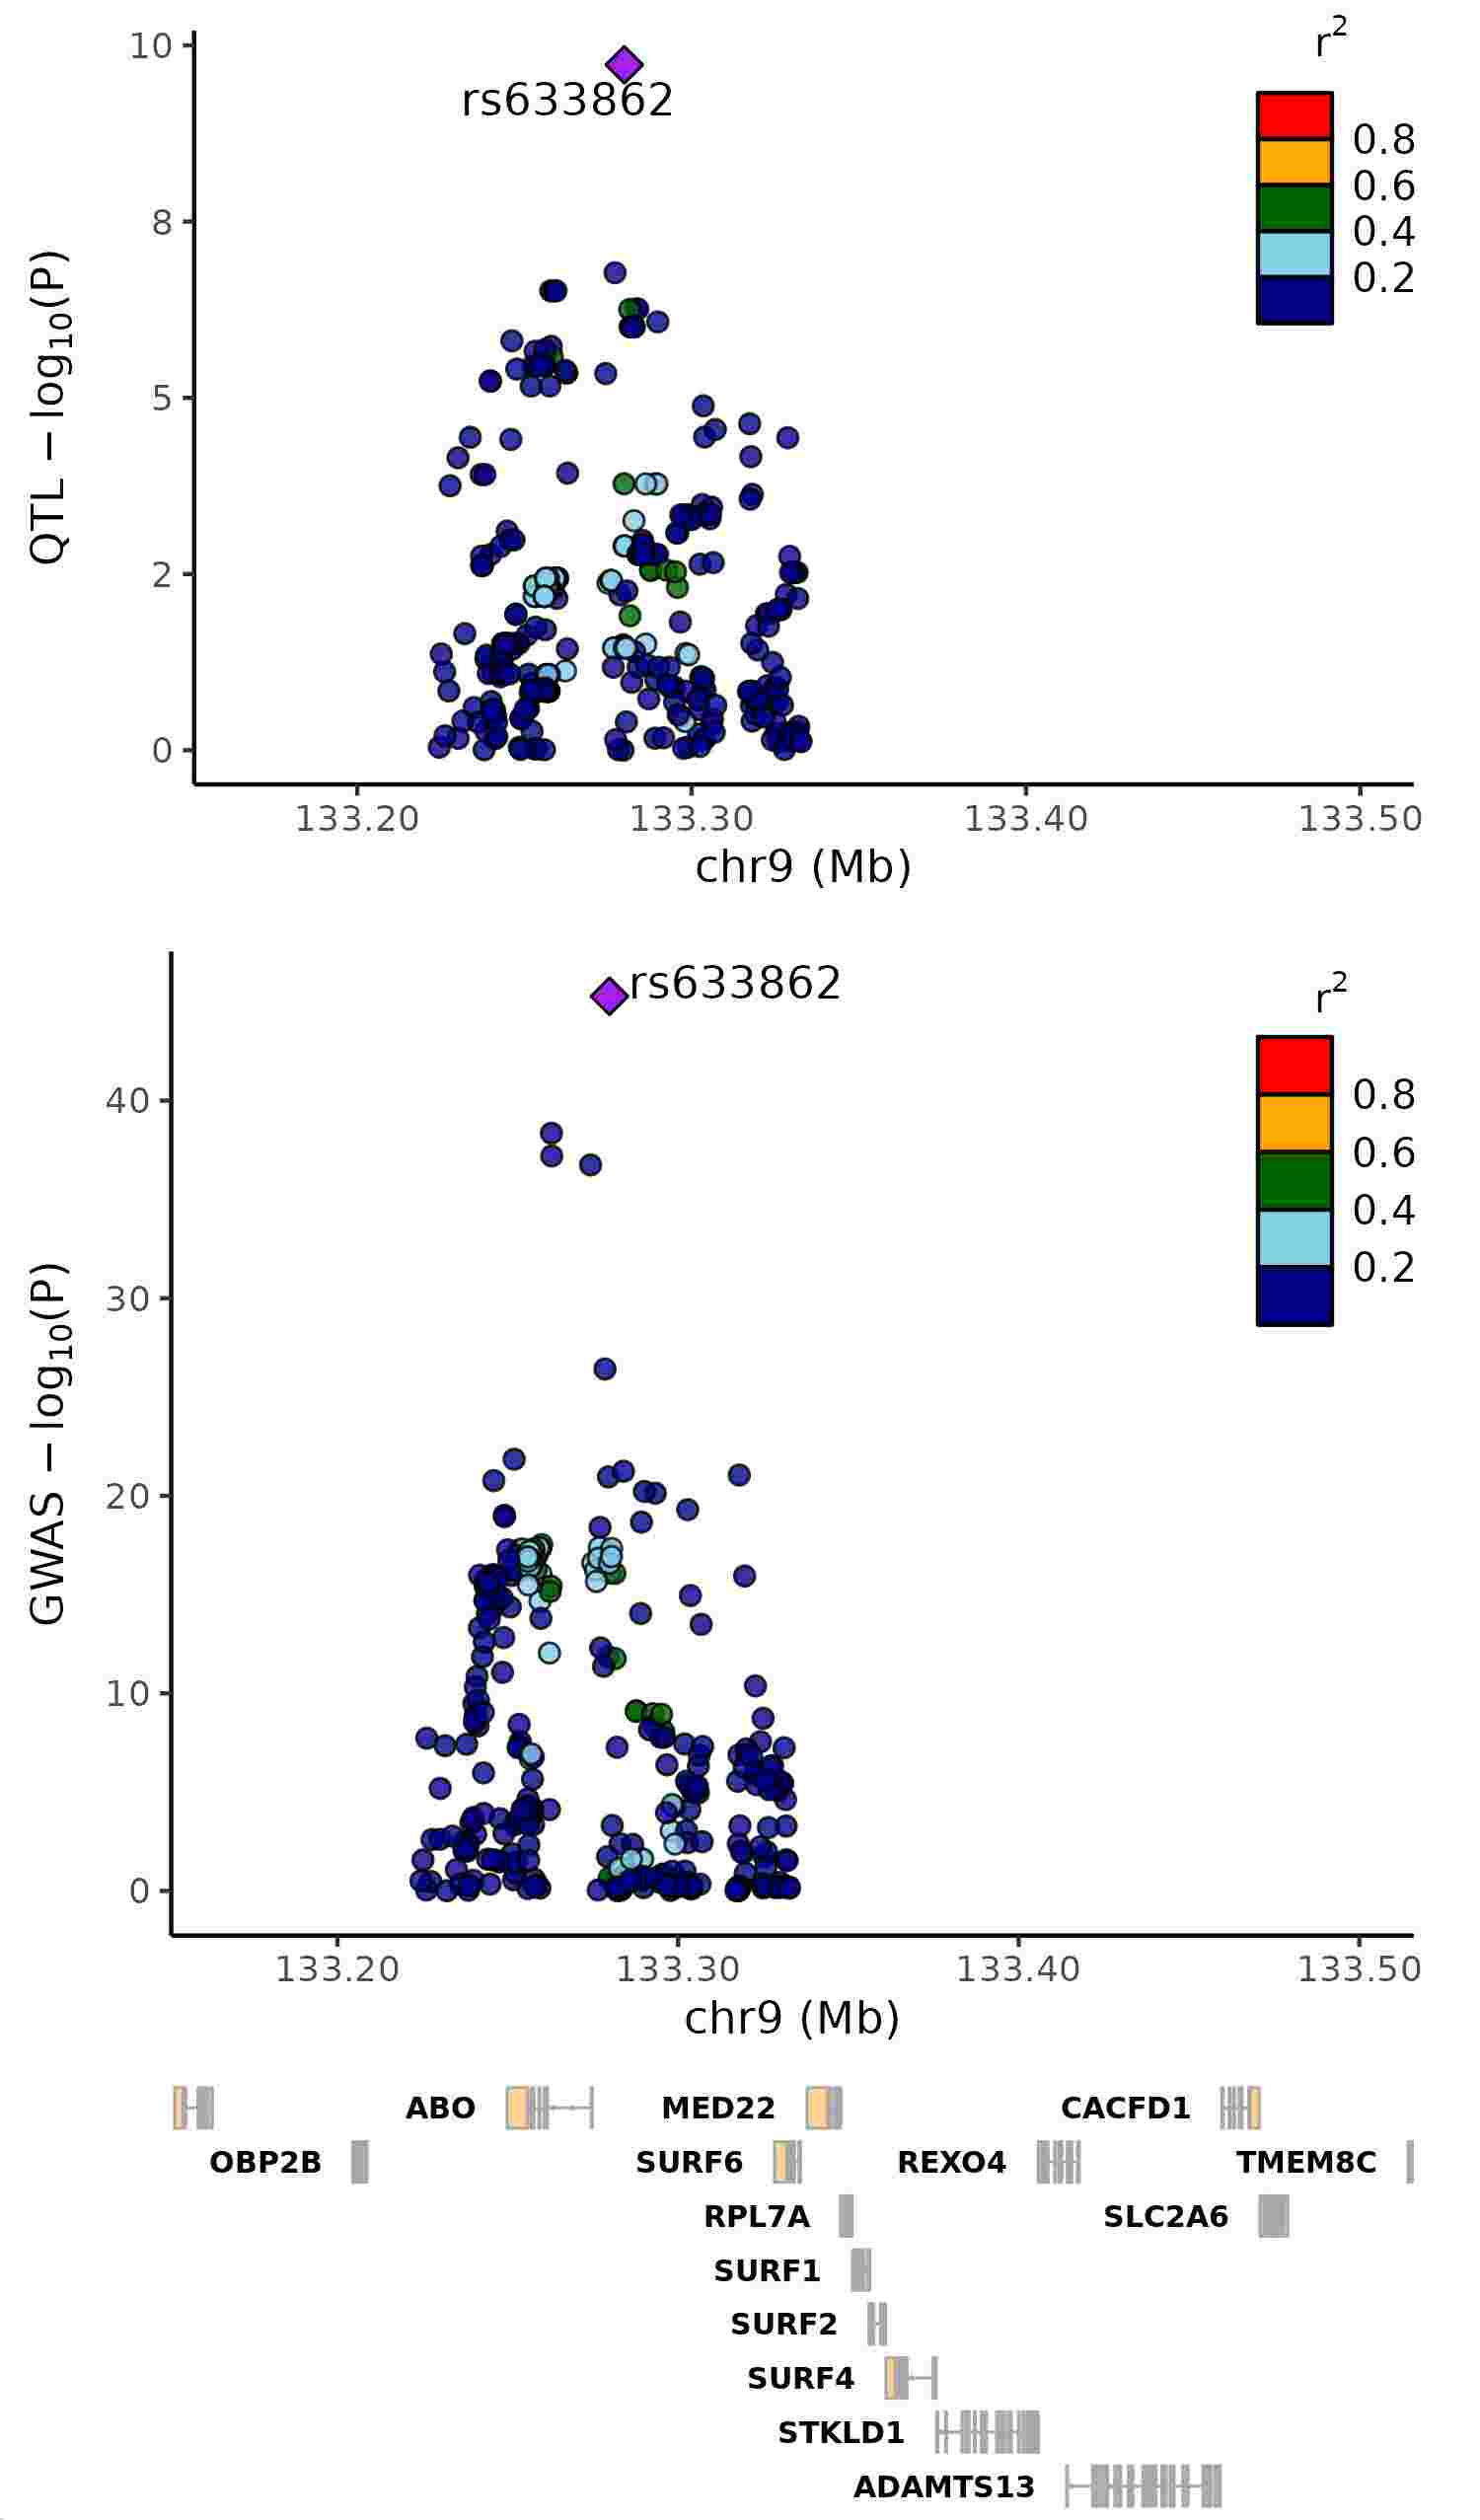 r²
10
rs633862
0.8
0.6
8
0.4
0.2
QTL − log₁₀(P)
5
2
0
133.20 133.30 133.40 133.50
chr9 (Mb)
rs633862
r²
40
0.8
0.6
30
0.4
0.2
GWAS − log₁₀(P)
20
10
0
133.20 133.30 133.40 133.50
chr9 (Mb)
ABO MED22 CACFD1
OBP2B SURF6 REXO4 TMEM8C
RPL7A SLC2A6
SURF1
SURF2
SURF4
STKLD1
ADAMTS13